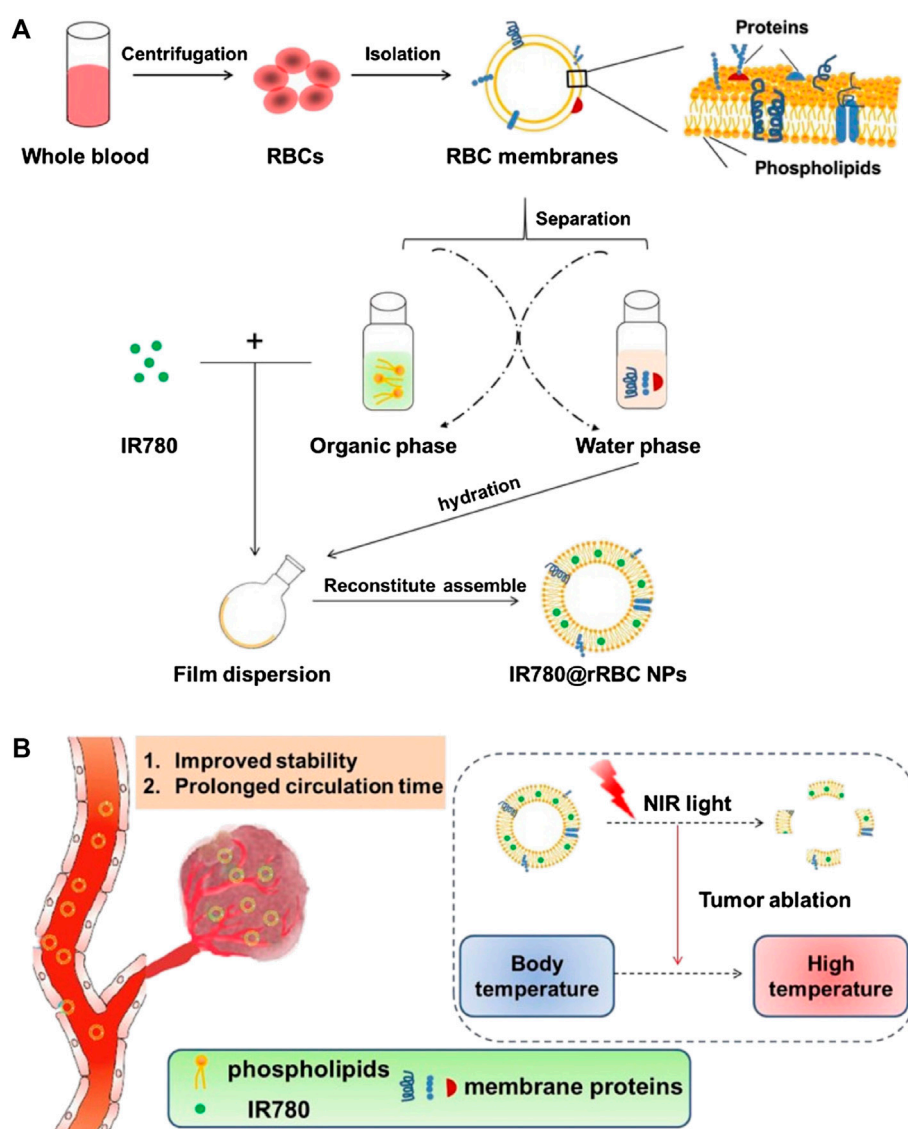 A
Centrifugation
Isolation
Proteins
Whole blood
RBCs
RBC membranes
Phospholipids
Separation
+
IR780
Organic phase
Water phase
hydration
Reconstitute assemble
Film dispersion
IR780@rRBC NPs
B
1. Improved stability
2. Prolonged circulation time
NIR light
Tumor ablation
Body
temperature
High
temperature
phospholipids
membrane proteins
IR780